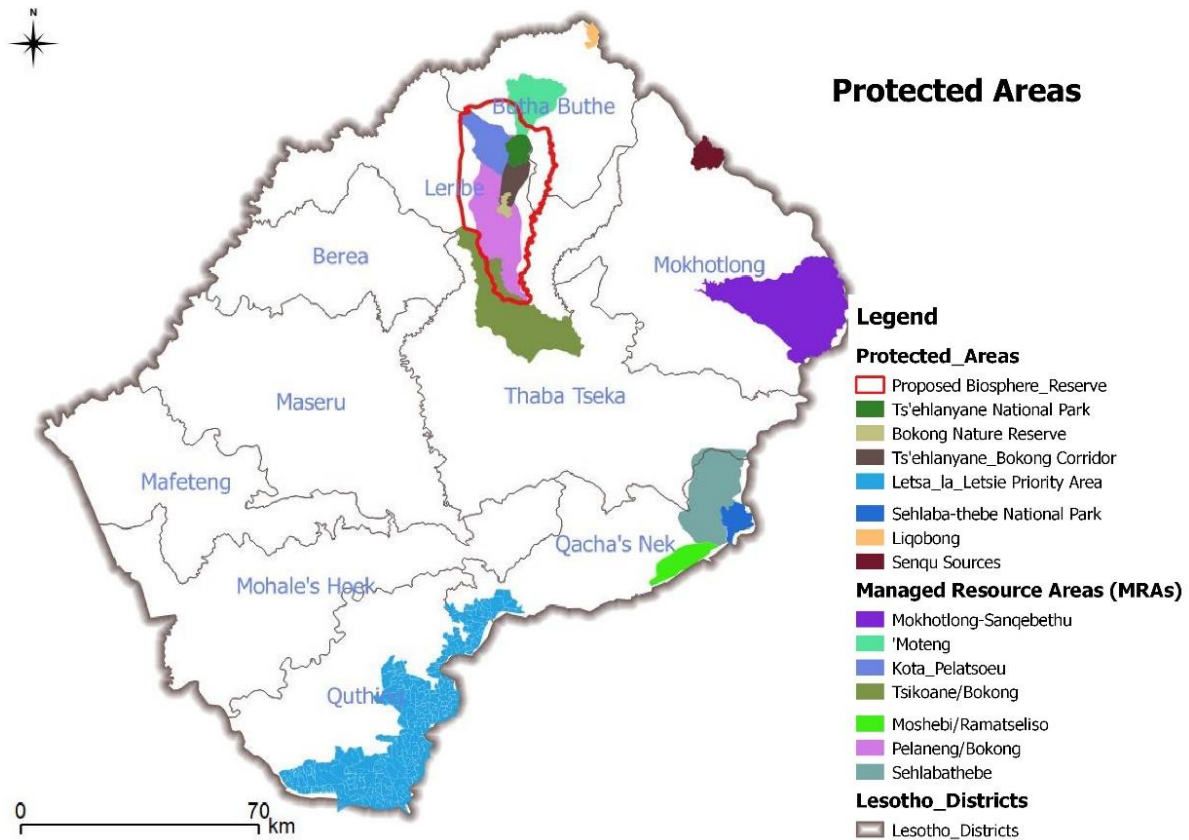 N
Protected Areas
Butha Buthe
Leribe
Berea
Mokhotlong
Maseru
Thaba Tseka
Mafeteng
Qacha's Nek
Mohale's Hoek
Quthing
0 70
km
Legend
Protected_Areas
Proposed Biosphere_Reserve
Ts'ehlanyane National Park
Bokong Nature Reserve
Ts'ehlanyane_Bokong Corridor
Letsa_la_Letsie Priority Area
Sehlaba-thebe National Park
Liqobong
Senqu Sources
Managed Resource Areas (MRAs)
Mokhotlong-Sanqebethu
'Moteng
Kota_Pelatsoeu
Tsikoane/Bokong
Moshebi/Ramatseliso
Pelaneng/Bokong
Sehlabathebe
Lesotho_Districts
Lesotho_Districts